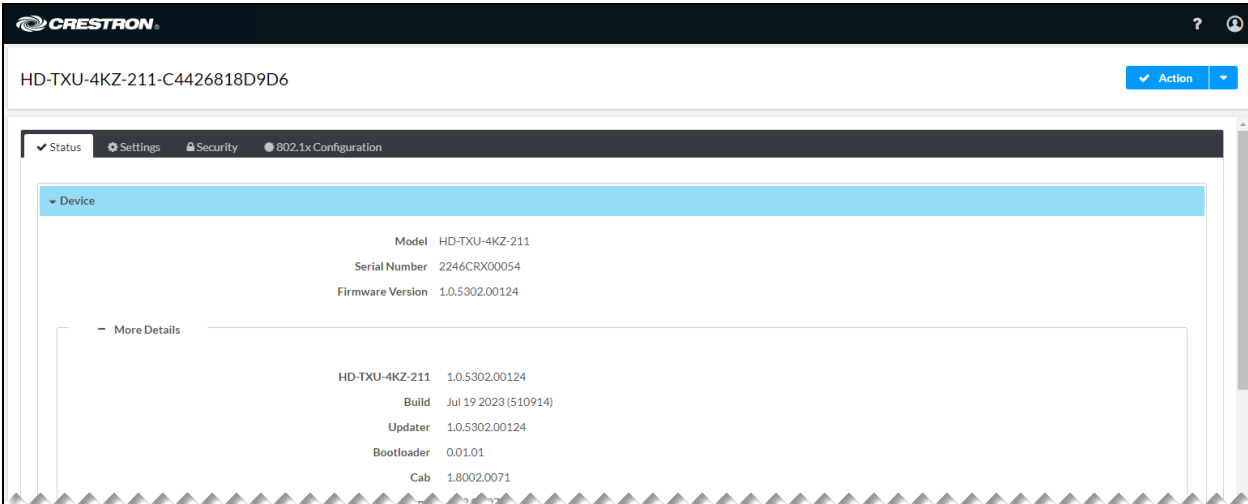 CRESTRON®
?
HD-TXU-4KZ-211-C4426818D9D6
Action
Status Settings Security 802.1x Configuration
Device
Model HD-TXU-4KZ-211
Serial Number 2246CRX00054
Firmware Version 1.0.5302.00124
− More Details
HD-TXU-4KZ-211 1.0.5302.00124
Build Jul 19 2023 (510914)
Updater 1.0.5302.00124
Bootloader 0.01.01
Cab 1.8002.0071